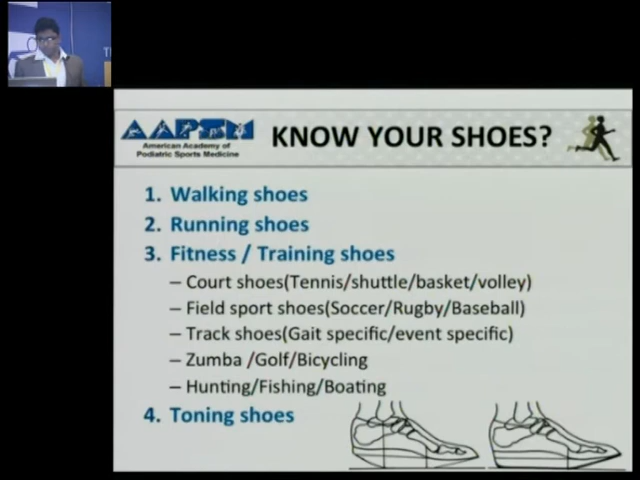 AAPSM
American Academy of
Podiatric Sports Medicine
KNOW YOUR SHOES?
1. Walking shoes
2. Running shoes
3. Fitness / Training shoes
– Court shoes(Tennis/shuttle/basket/volley)
– Field sport shoes(Soccer/Rugby/Baseball)
– Track shoes(Gait specific/event specific)
– Zumba /Golf/Bicycling
– Hunting/Fishing/Boating
4. Toning shoes